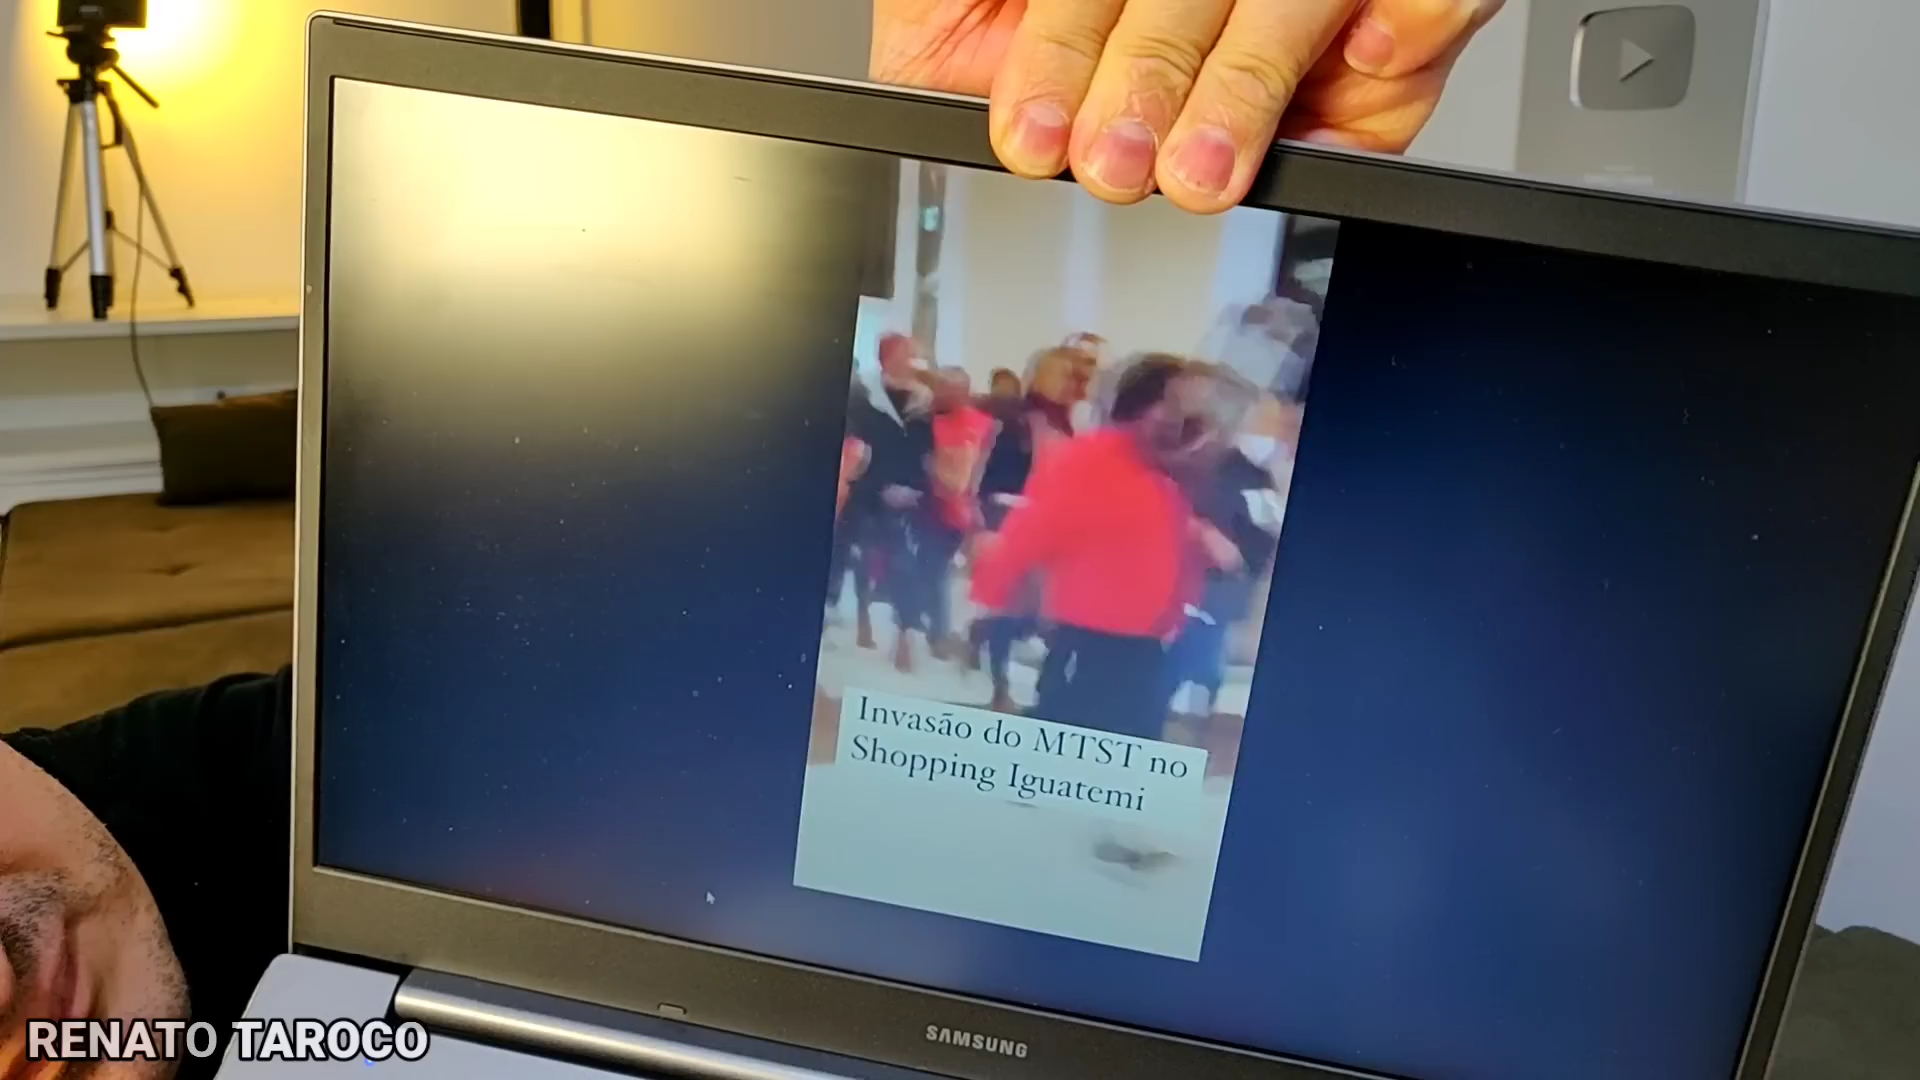 Invasão do MTST no
Shopping Iguatemi
SAMSUNG
RENATO TAROCO